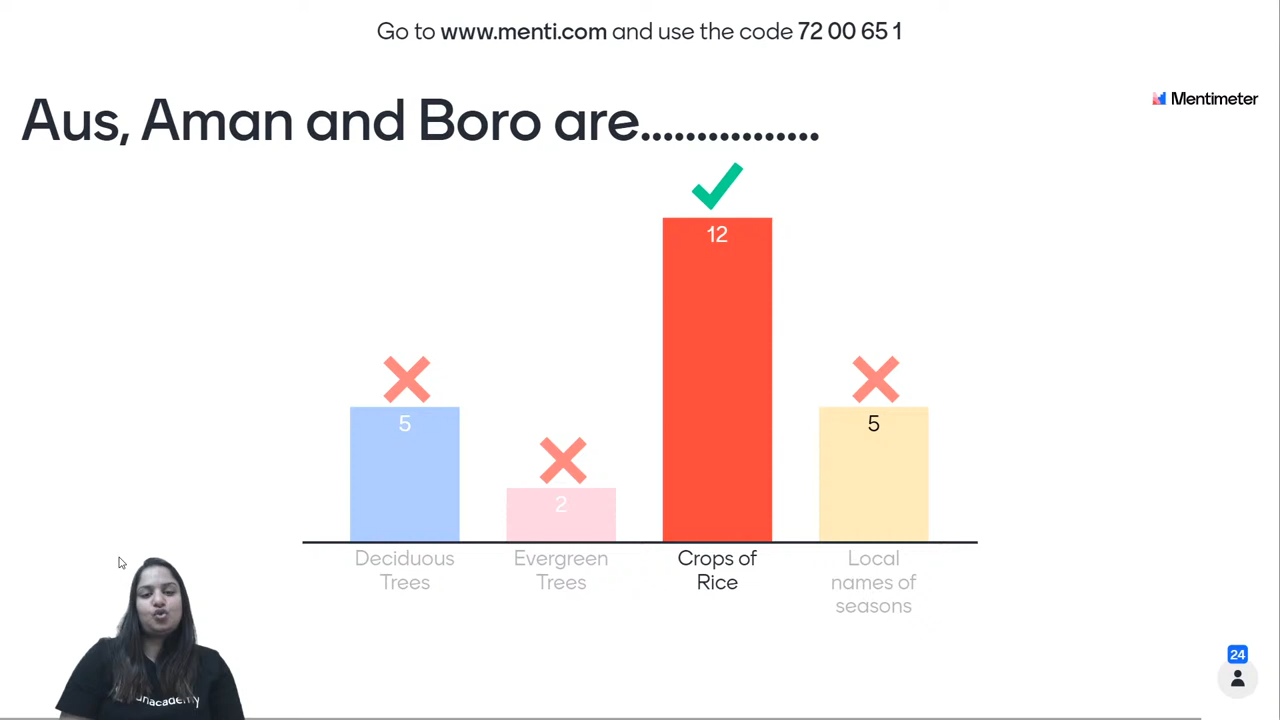 Go to www.menti.com and use the code 72 00 65 1
Mentimeter
Aus, Aman and Boro are................
12
5
5
2
Deciduous
Trees
Evergreen
Trees
Crops of
Rice
Local
names of
seasons
24
unacademy